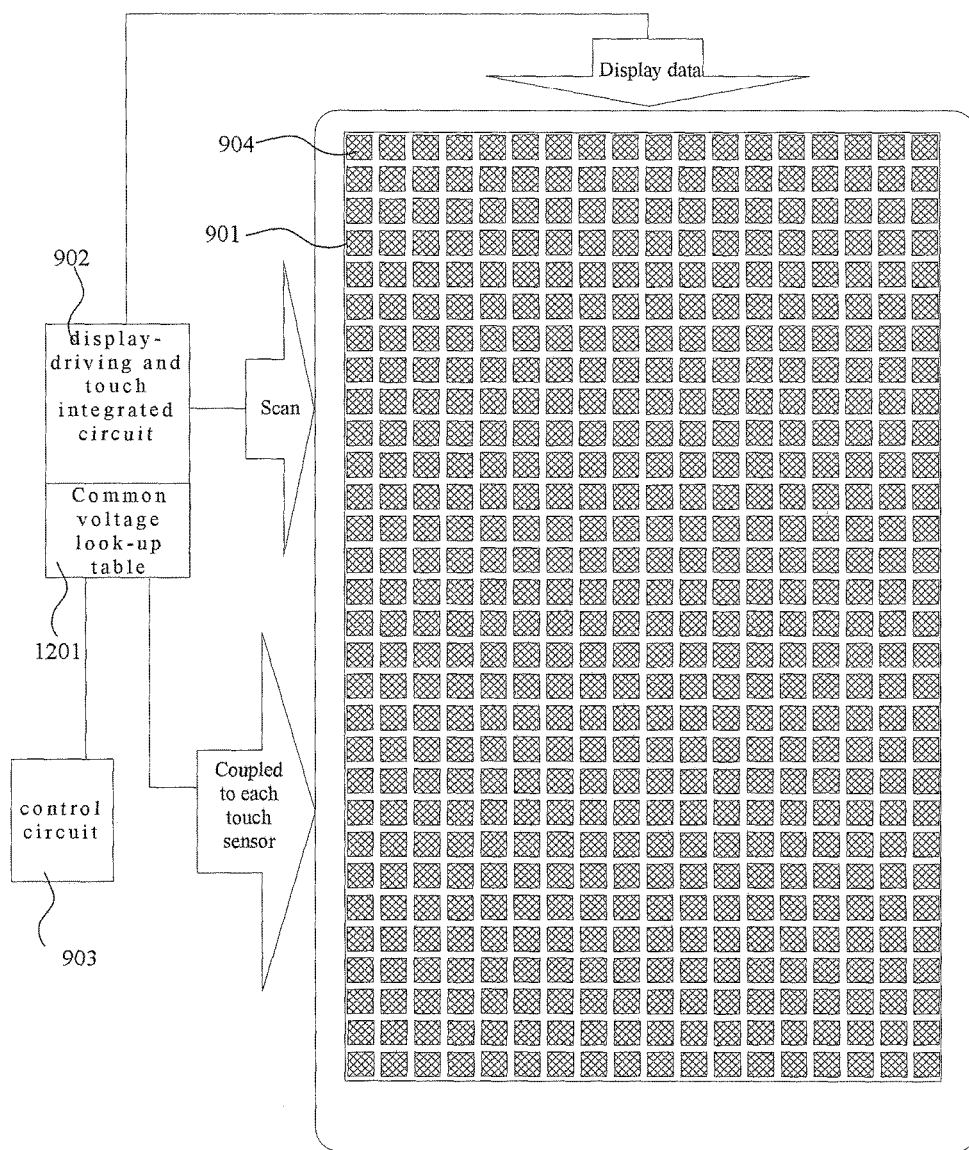 Display data
904
901
902
display-
driving and
touch
integrated
circuit
Scan
Common
voltage
look-up
table
1201
Coupled
to each
touch
sensor
control
circuit
903